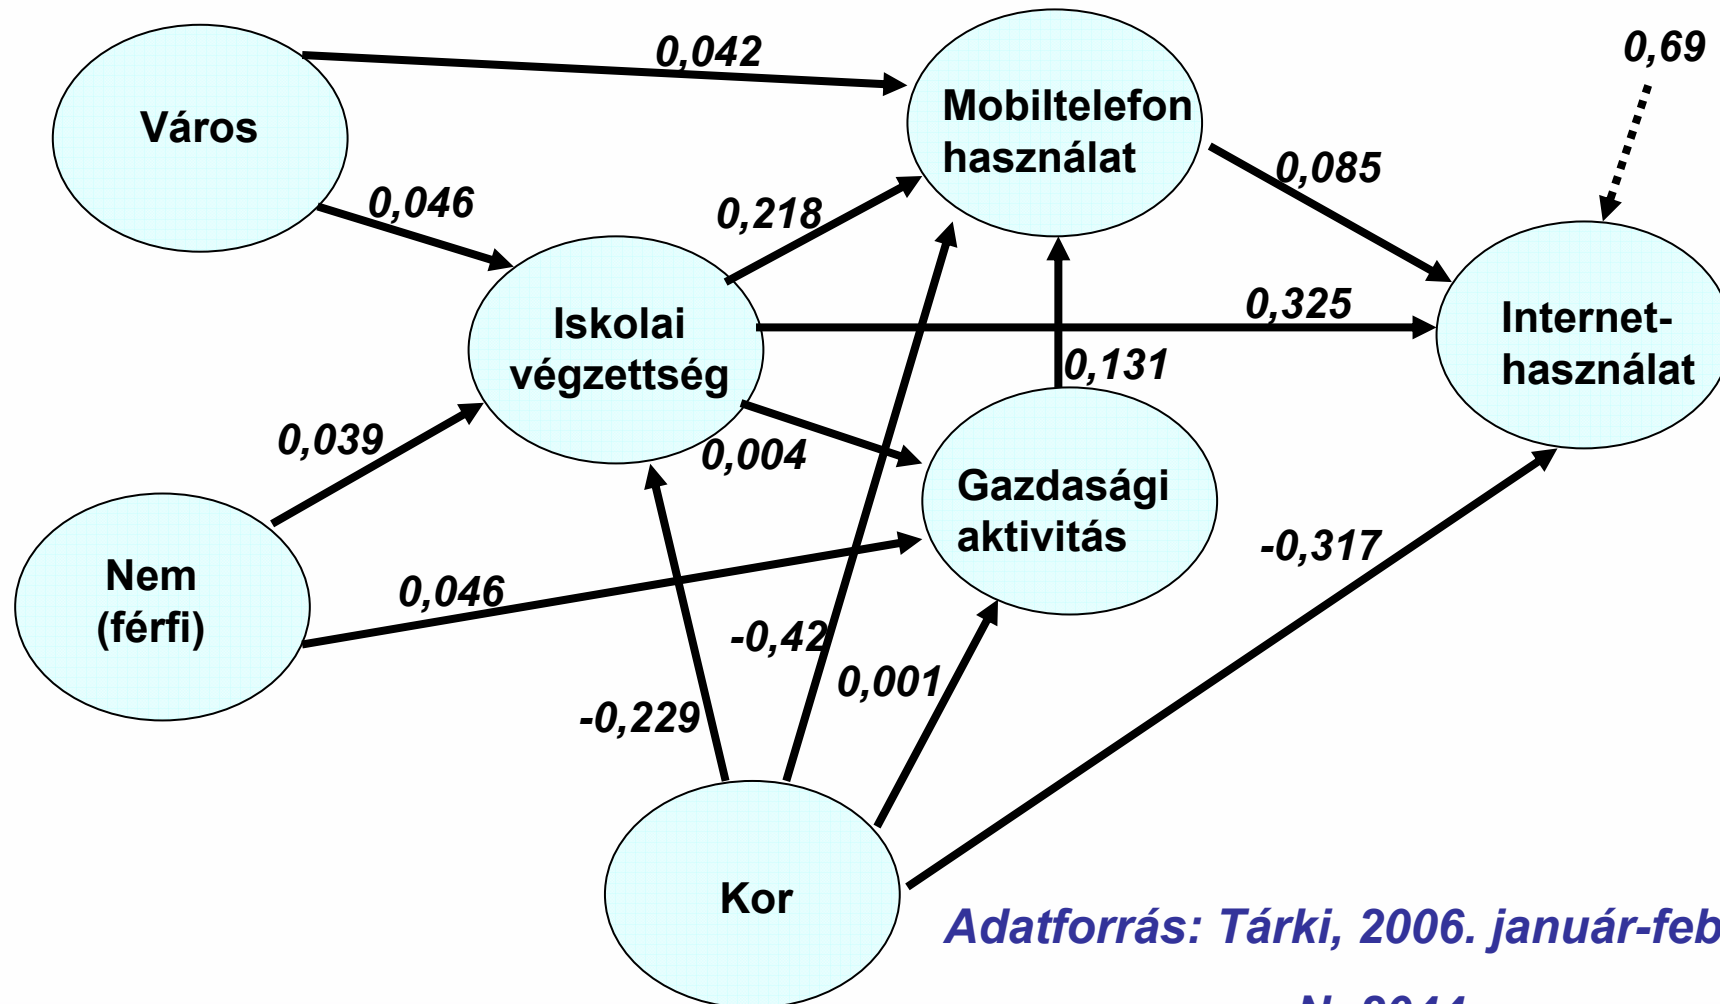 0,042
0,69
Város
Mobiltelefon
használat
0,085
0,046
0,218
Iskolai
végzettség
0,325
Internet-
használat
0,131
0,039
0,004
Gazdasági
aktivitás
-0,317
Nem
(férfi)
0,046
-0,42
0,001
-0,229
Kor
Adatforrás: Tárki, 2006. január-feb